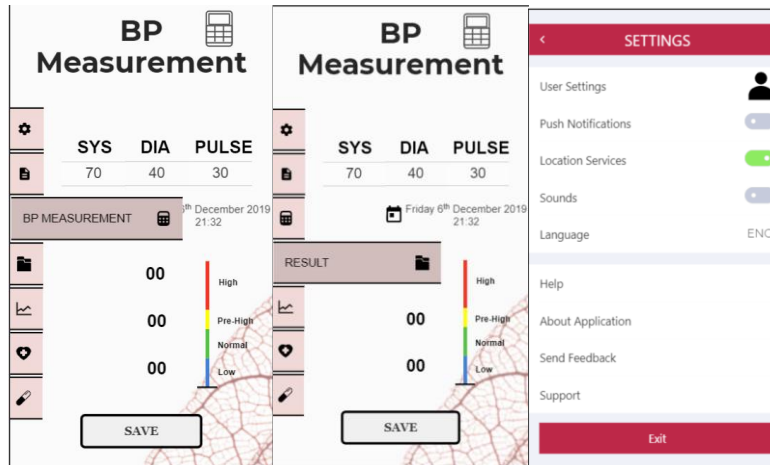 BP
Measurement
SYS DIA PULSE
70 40 30
BP MEASUREMENT
6th December 2019
21:32
00
High
00
Pre-High
Normal
00
Low
SAVE
BP
Measurement
SYS DIA PULSE
70 40 30
Friday 6th December 2019
21:32
RESULT
High
00
Pre-High
Normal
00
Low
SAVE
SETTINGS
User Settings
Push Notifications
Location Services
Sounds
Language ENG
Help
About Application
Send Feedback
Support
Exit